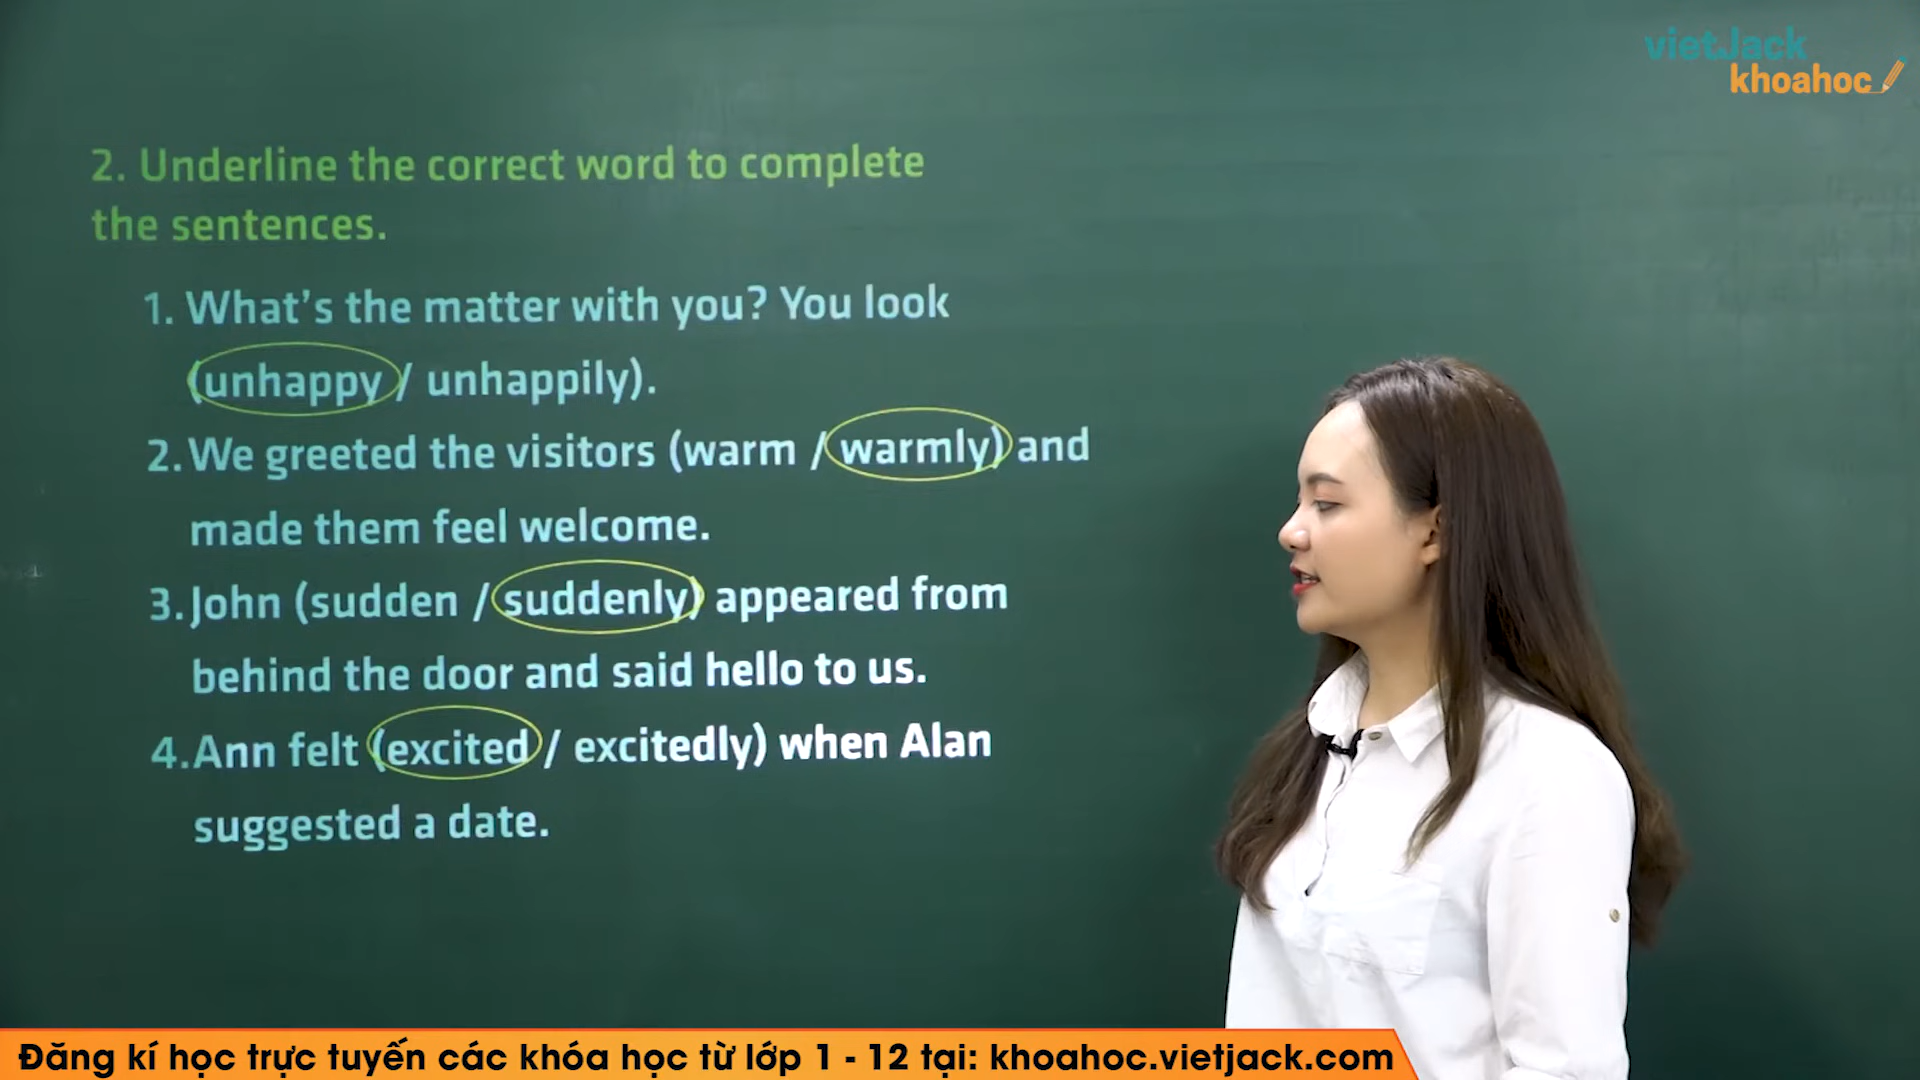 vietJack
khoahoc
2. Underline the correct word to complete
the sentences.
1. What's the matter with you? You look
(unhappy / unhappily).
2. We greeted the visitors (warm / warmly) and
made them feel welcome.
3. John (sudden / suddenly) appeared from
behind the door and said hello to us.
4. Ann felt (excited / excitedly) when Alan
suggested a date.
Đăng kí học trực tuyến các khóa học từ lớp 1 - 12 tại: khoahoc.vietjack.com